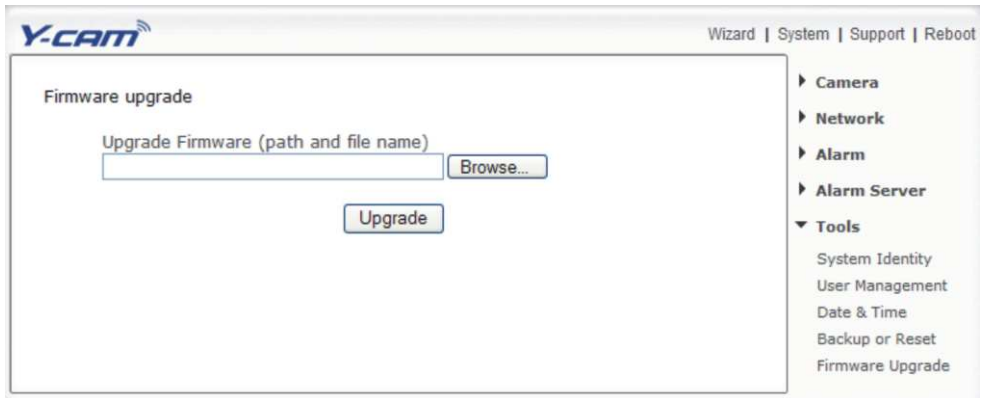 Y-cam
Wizard | System | Support | Reboot
Firmware upgrade
Upgrade Firmware (path and file name)
Browse...
Upgrade
Camera
Network
Alarm
Alarm Server
Tools
System Identity
User Management
Date & Time
Backup or Reset
Firmware Upgrade